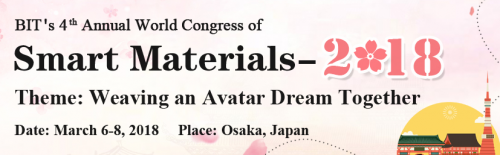 BIT's 4th Annual World Congress of
Smart Materials-2018
Theme: Weaving an Avatar Dream Together
Date: March 6-8, 2018 Place: Osaka, Japan